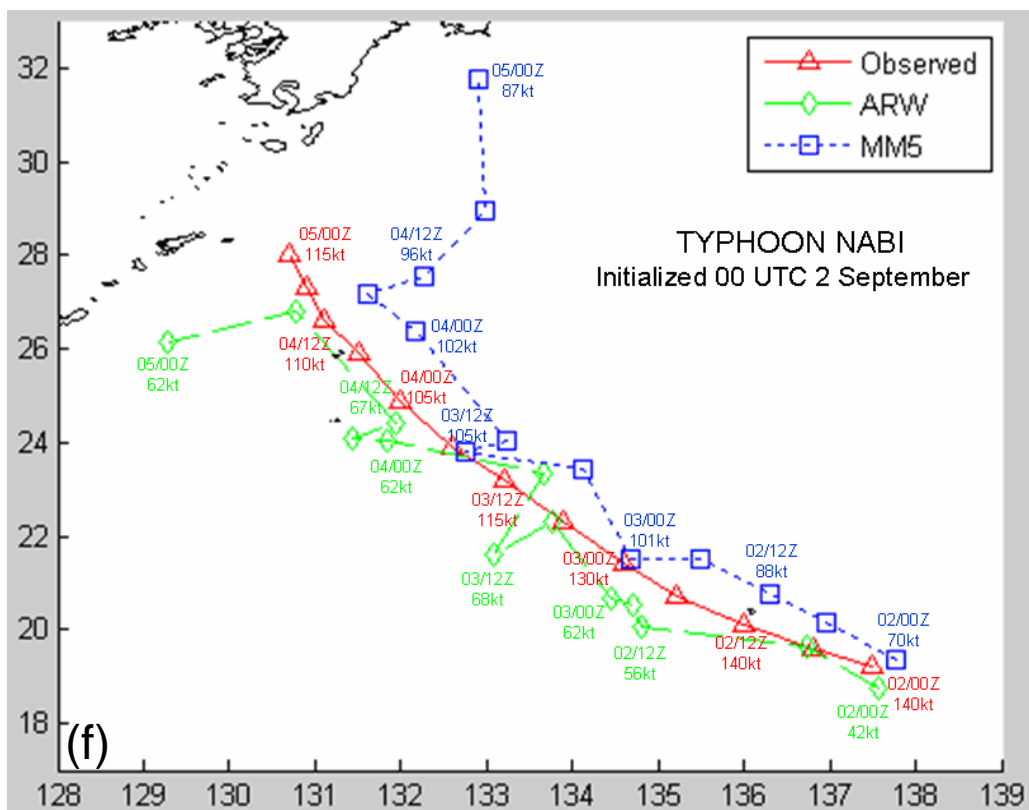 32
30
28
26
24
22
20
18
128
129
130
131
132
133
134
135
136
137
138
139
Observed
ARW
MM5
TYPHOON NABI
Initialized 00 UTC 2 September
05/00Z
87kt
04/12Z
96kt
04/00Z
102kt
03/12Z
105kt
03/00Z
101kt
02/12Z
88kt
02/00Z
70kt
05/00Z
115kt
04/12Z
110kt
04/00Z
105kt
03/12Z
115kt
03/00Z
130kt
02/12Z
140kt
02/00Z
140kt
05/00Z
62kt
04/12Z
67kt
04/00Z
62kt
03/12Z
68kt
03/00Z
62kt
02/12Z
56kt
02/00Z
42kt
(f)